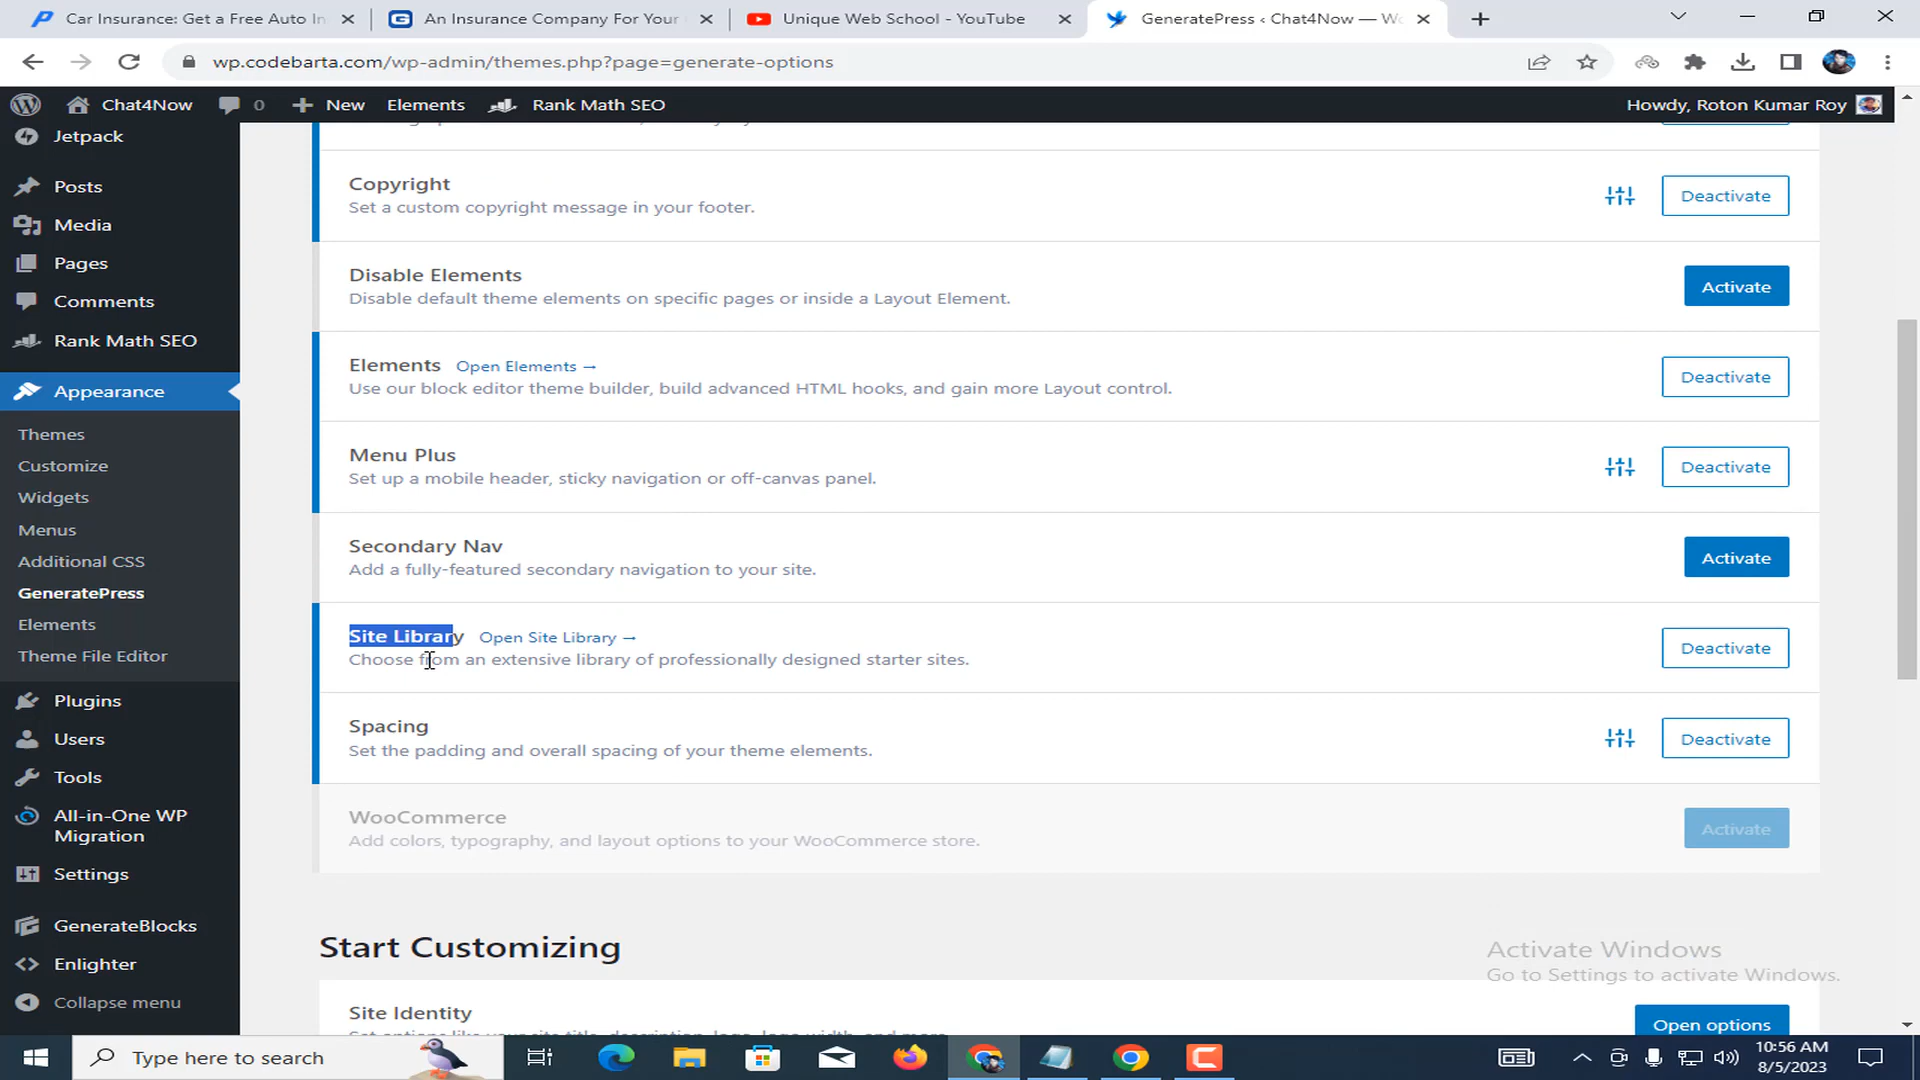 Car Insurance: Get a Free Auto In
An Insurance Company For Your
Unique Web School - YouTube
GeneratePress ‹ Chat4Now — Wo
wp.codebarta.com/wp-admin/themes.php?page=generate-options
Chat4Now
0
New
Elements
Rank Math SEO
Howdy, Roton Kumar Roy
Jetpack
Posts
Media
Pages
Comments
Rank Math SEO
Appearance
Themes
Customize
Widgets
Menus
Additional CSS
GeneratePress
Elements
Theme File Editor
Plugins
Users
Tools
All-in-One WP
Migration
Settings
GenerateBlocks
Enlighter
Collapse menu
Copyright
Set a custom copyright message in your footer.
Deactivate
Disable Elements
Disable default theme elements on specific pages or inside a Layout Element.
Activate
Elements Open Elements →
Use our block editor theme builder, build advanced HTML hooks, and gain more Layout control.
Deactivate
Menu Plus
Set up a mobile header, sticky navigation or off-canvas panel.
Deactivate
Secondary Nav
Add a fully-featured secondary navigation to your site.
Activate
Site Library Open Site Library →
Choose from an extensive library of professionally designed starter sites.
Deactivate
Spacing
Set the padding and overall spacing of your theme elements.
Deactivate
WooCommerce
Add colors, typography, and layout options to your WooCommerce store.
Activate
Start Customizing
Activate Windows
Go to Settings to activate Windows.
Site Identity
Open options
Type here to search
10:56 AM
8/5/2023